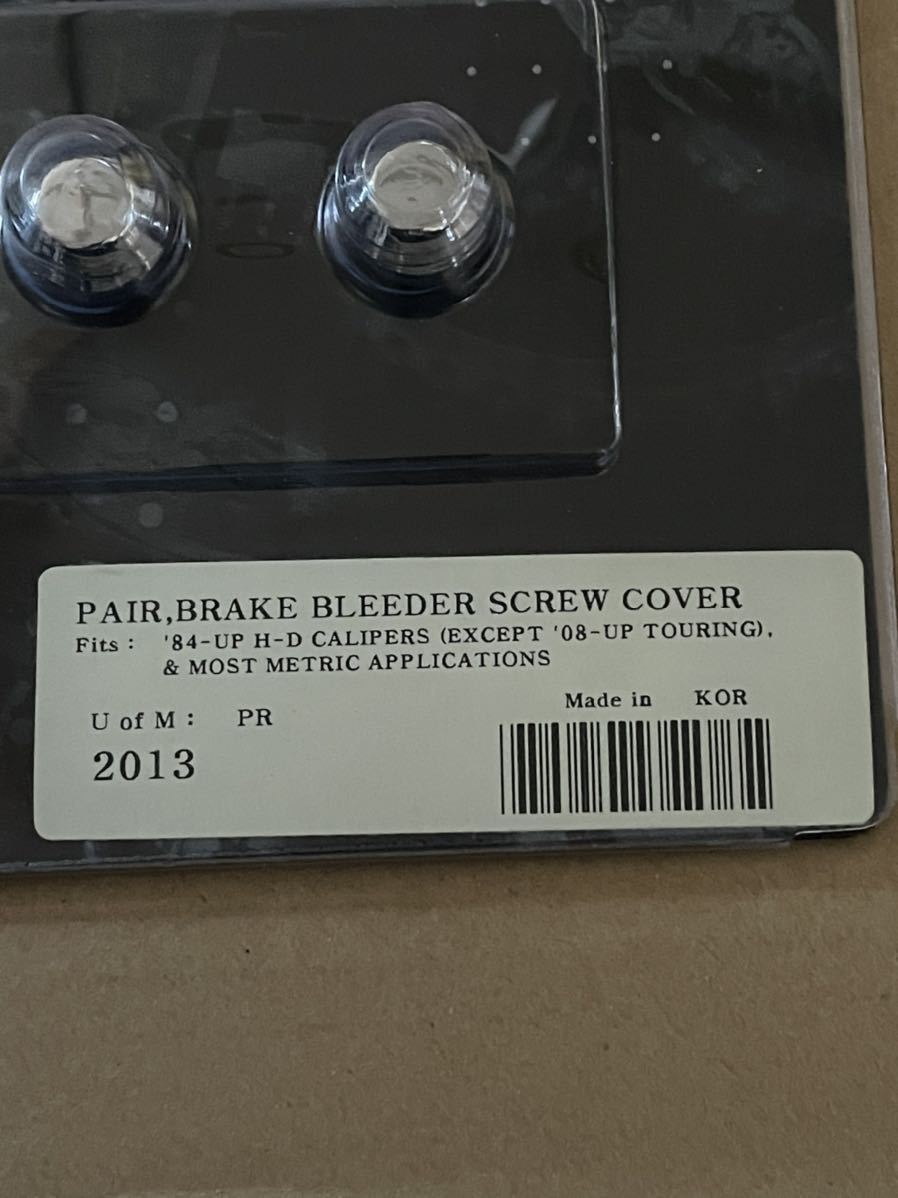 PAIR,BRAKE BLEEDER SCREW COVER
Fits : '84-UP H-D CALIPERS (EXCEPT '08-UP TOURING),
& MOST METRIC APPLICATIONS
Made in KOR
U of M : PR
2013